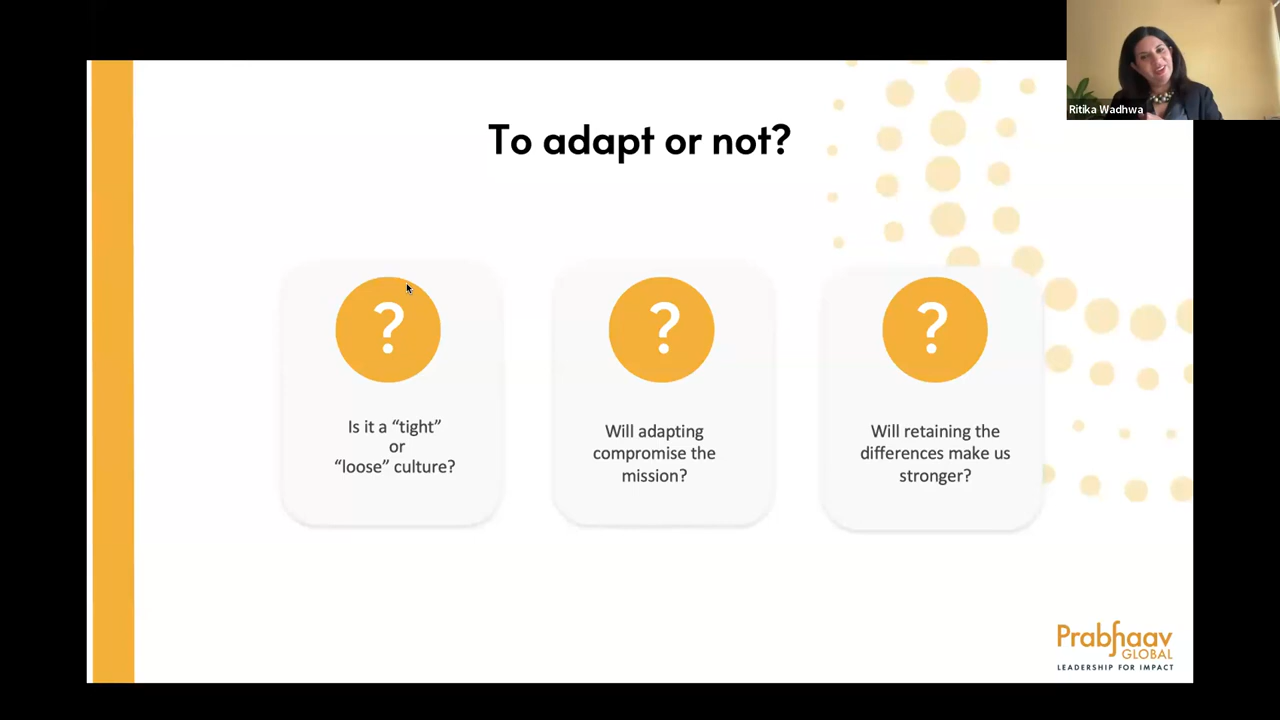 Ritika Wadhwa
To adapt or not?
?
?
?
Is it a “tight”
or
“loose” culture?
Will adapting
compromise the
mission?
Will retaining the
differences make us
stronger?
Prabhaav
GLOBAL
LEADERSHIP FOR IMPACT